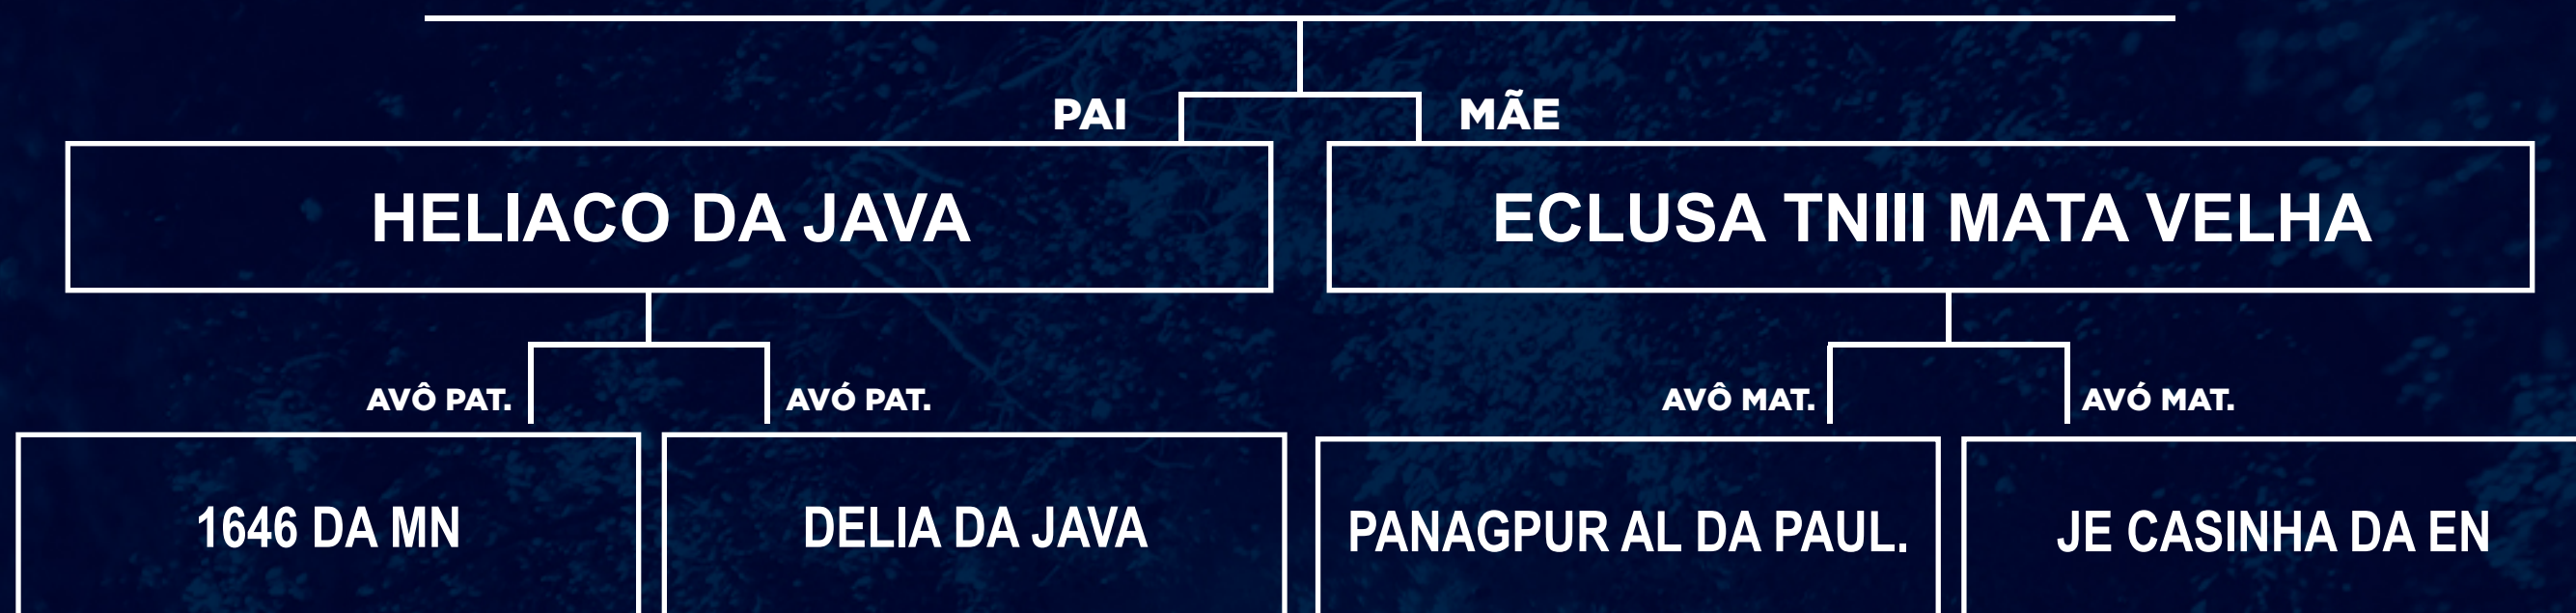 PAI MÃE
HELIACO DA JAVA ECLUSA TNIII MATA VELHA
AVÔ PAT. AVÓ PAT. AVÔ MAT. AVÓ MAT.
1646 DA MN DELIA DA JAVA PANAGPUR AL DA PAUL. JE CASINHA DA EN